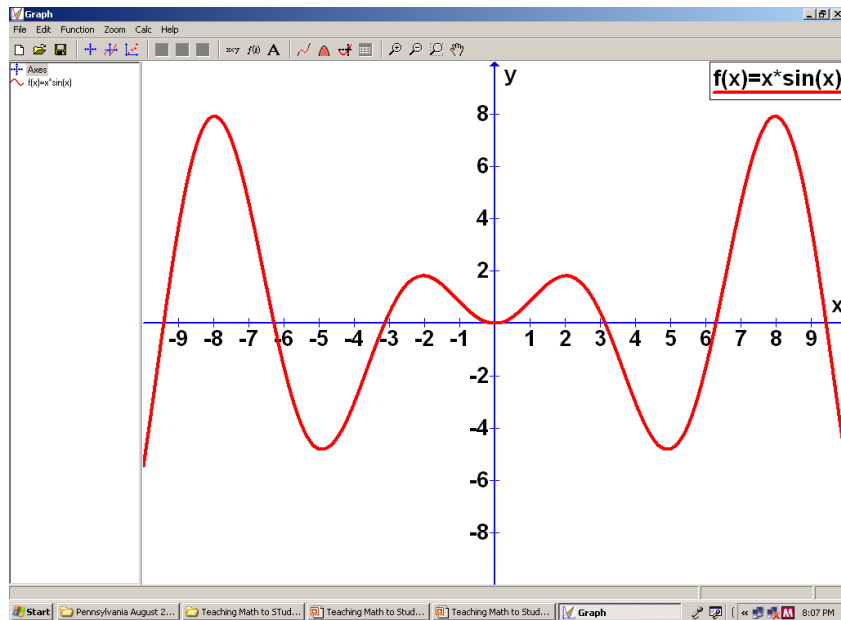 Graph
File Edit Function Zoom Calc Help
x=y f(x) A
Axes
f(x)=x*sin(x)
y
f(x)=x*sin(x)
8
6
4
2
x
-9 -8 -7 -6 -5 -4 -3 -2 -1 1 2 3 4 5 6 7 8 9
-2
-4
-6
-8
Start Pennsylvania August 2... Teaching Math to STud... Teaching Math to Stud... Teaching Math to Stud... Graph « M 8:07 PM